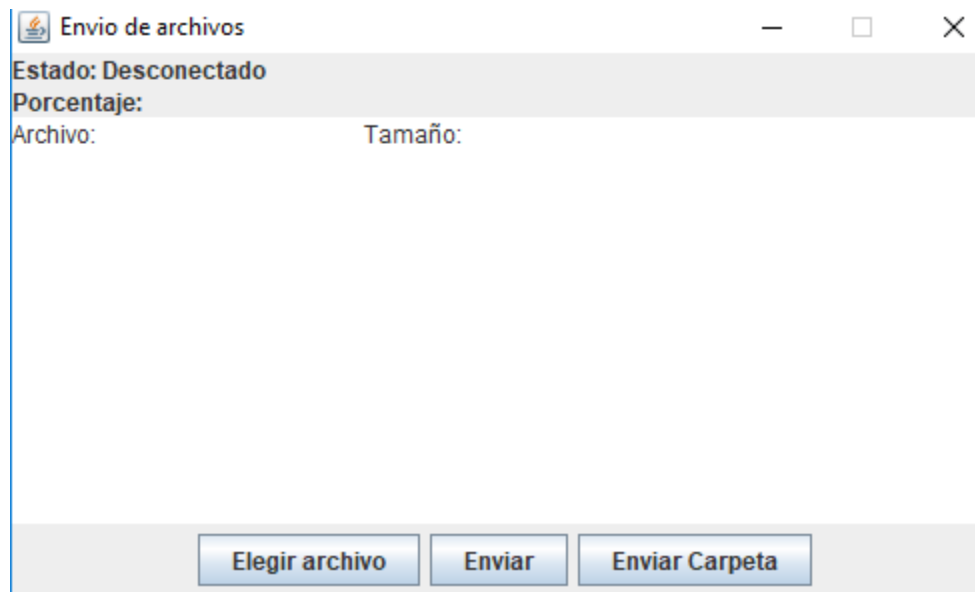 Envio de archivos
Estado: Desconectado
Porcentaje:
Archivo: Tamaño:
Elegir archivo Enviar Enviar Carpeta